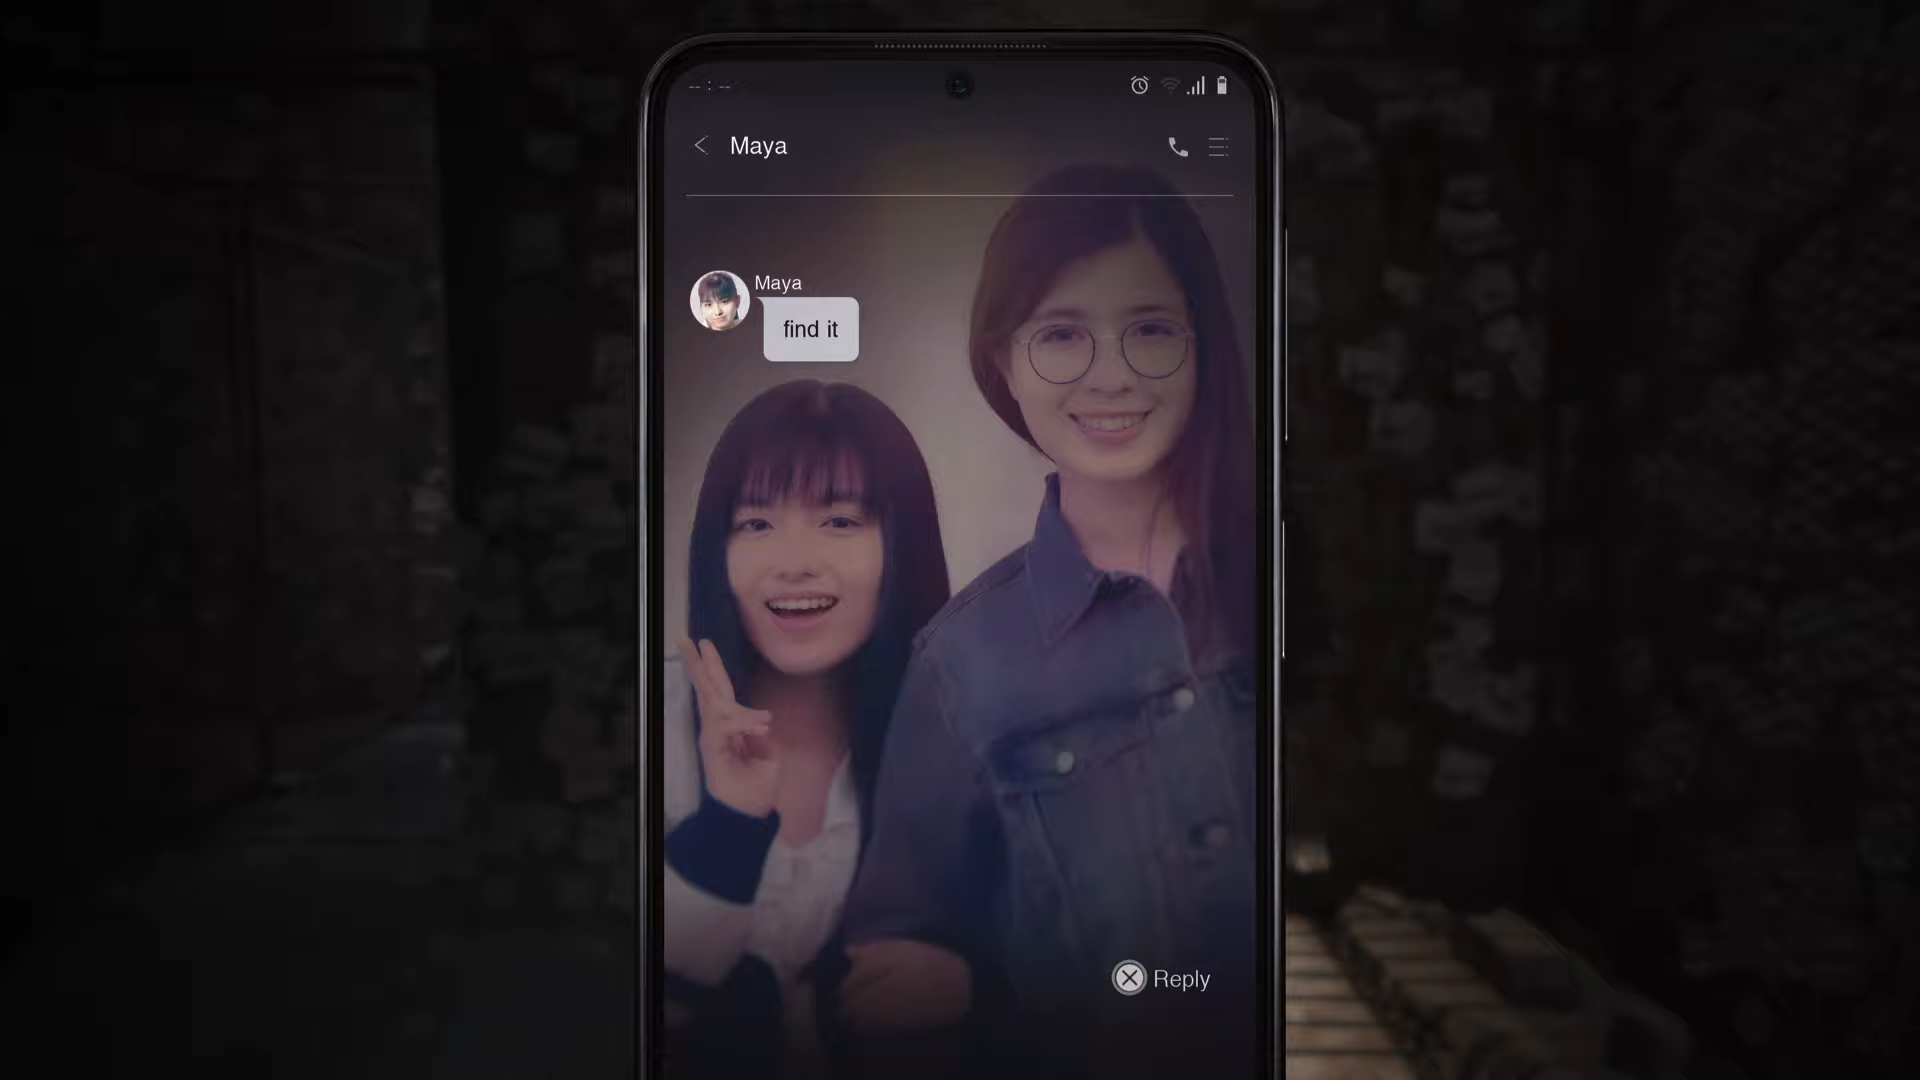 -- : --
Maya
Maya
find it
Reply